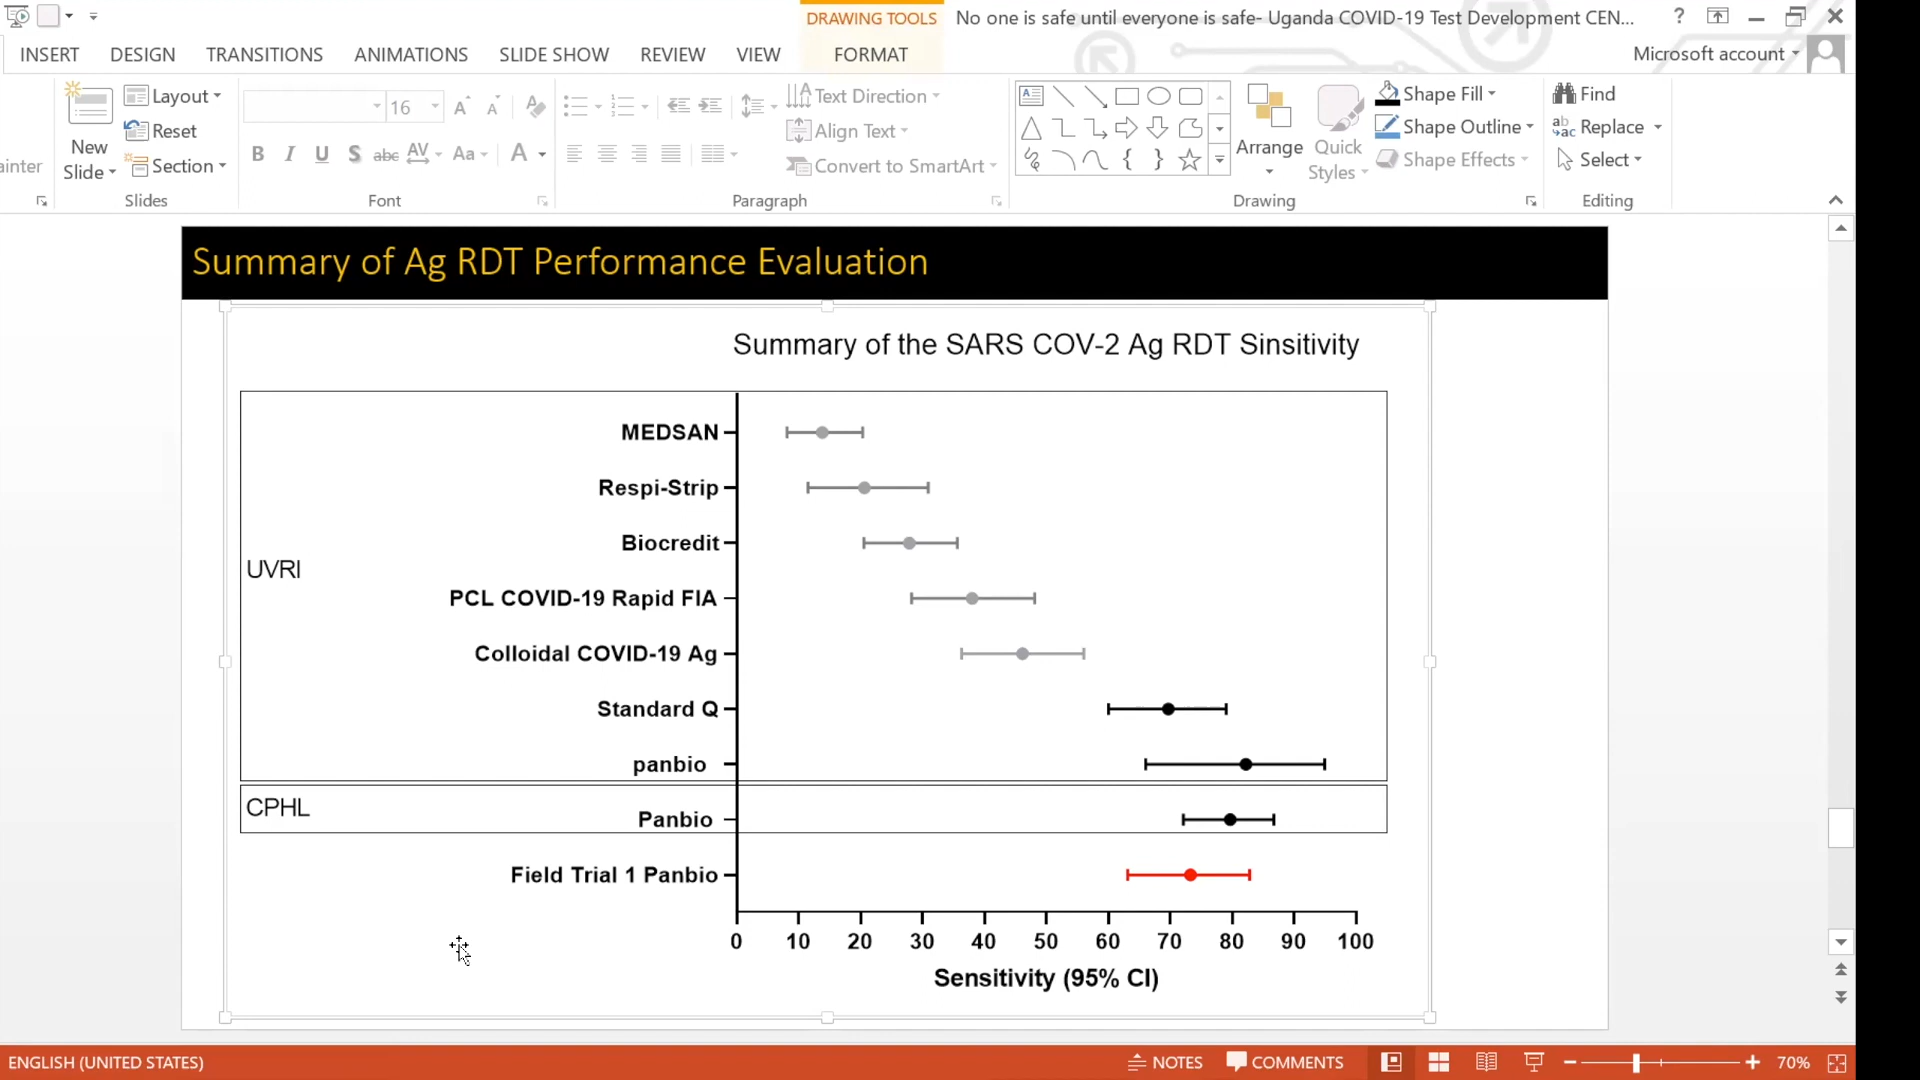 DRAWING TOOLS
No one is safe until everyone is safe- Uganda COVID-19 Test Development CEN...
?
INSERT DESIGN TRANSITIONS ANIMATIONS SLIDE SHOW REVIEW VIEW FORMAT
Microsoft account
ainter
New
Slide
Layout
Reset
Section
Slides
16
B I U S abc AV Aa A
Font
Text Direction
Align Text
Convert to SmartArt
Paragraph
Arrange
Quick
Styles
Shape Fill
Shape Outline
Shape Effects
Drawing
Find
Replace
Select
Editing
Summary of Ag RDT Performance Evaluation
Summary of the SARS COV-2 Ag RDT Sinsitivity
MEDSAN
Respi-Strip
Biocredit
UVRI
PCL COVID-19 Rapid FIA
Colloidal COVID-19 Ag
Standard Q
panbio
CPHL
Panbio
Field Trial 1 Panbio
0 10 20 30 40 50 60 70 80 90 100
Sensitivity (95% CI)
ENGLISH (UNITED STATES)
NOTES
COMMENTS
70%